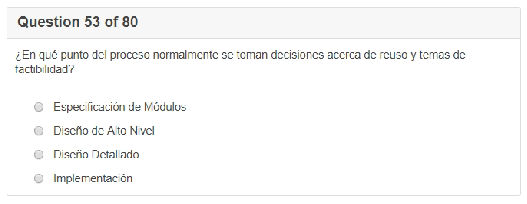 Question 53 of 80
¿En qué punto del proceso normalmente se toman decisiones acerca de reuso y temas de
factibilidad?
Especificación de Módulos
Diseño de Alto Nivel
Diseño Detallado
Implementación